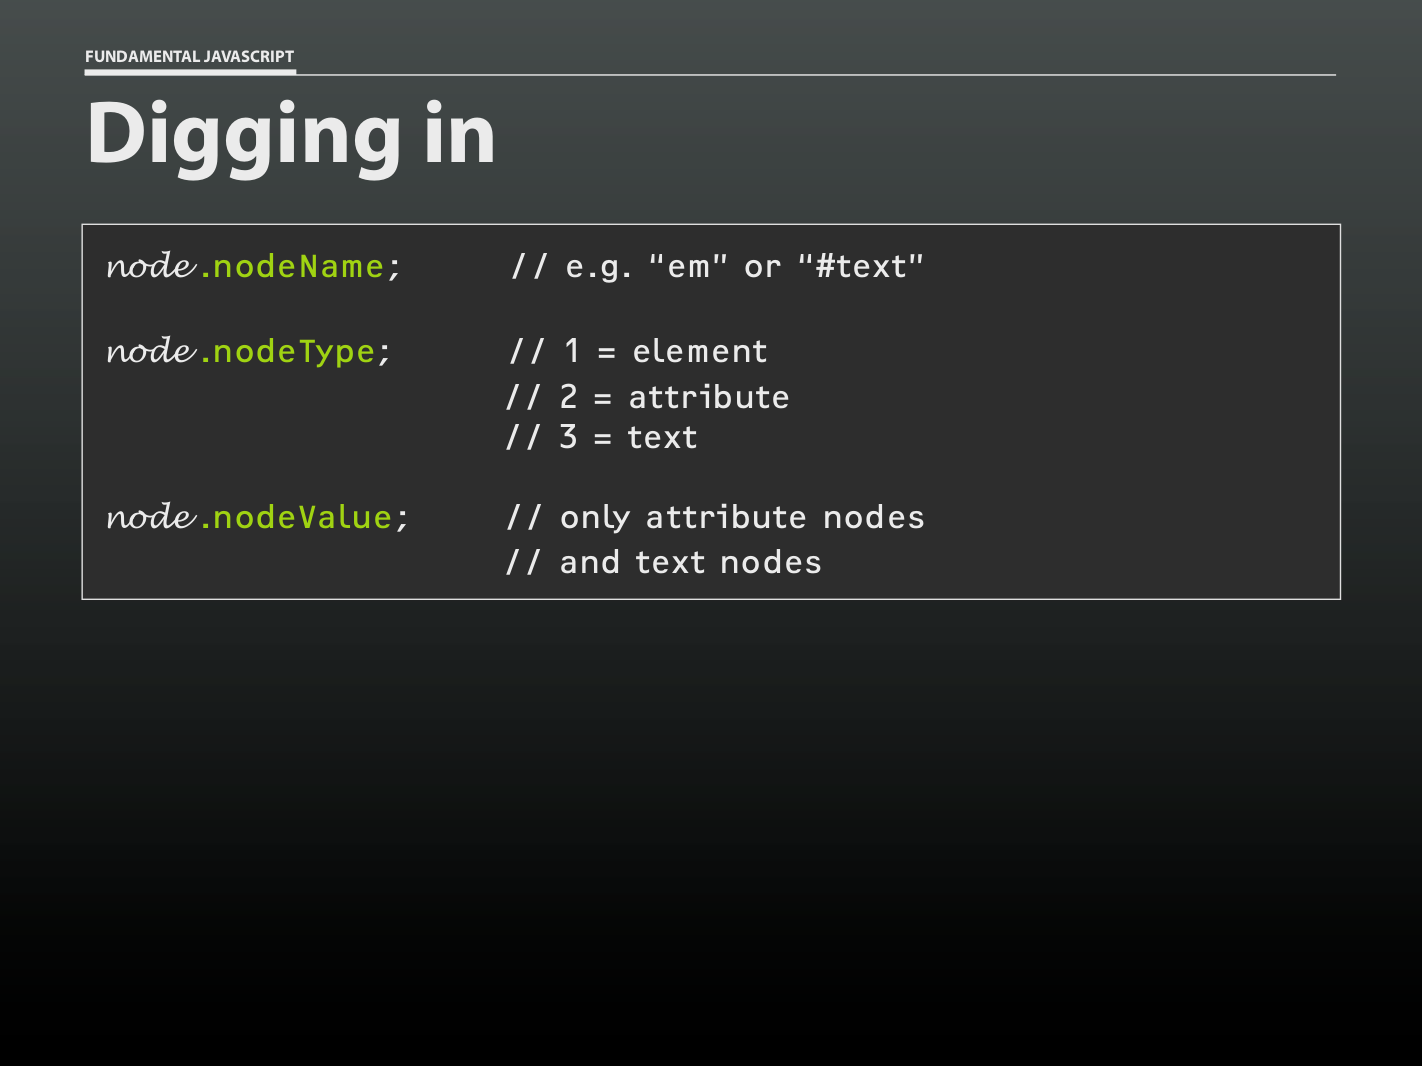 FUNDAMENTAL JAVASCRIPT
Digging in
node.nodeName; // e.g. “em” or “#text”
node.nodeType; // 1 = element
// 2 = attribute
// 3 = text
node.nodeValue; // only attribute nodes
// and text nodes